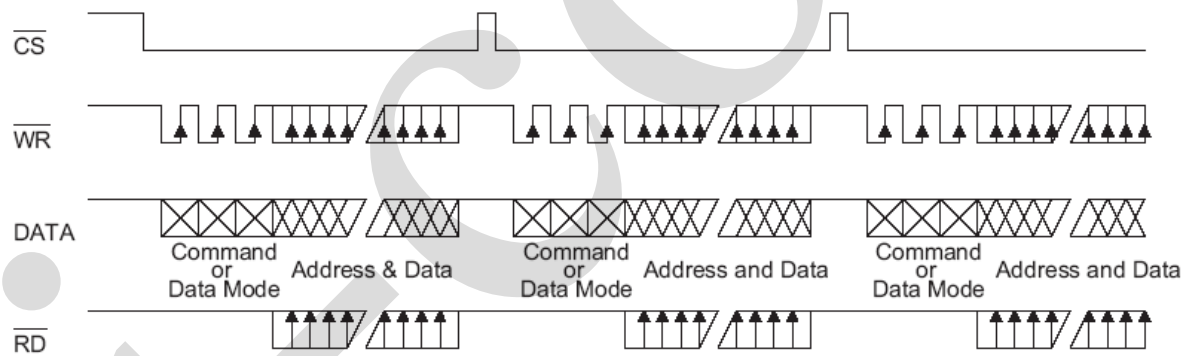 CS
WR
DATA
Command
or
Data Mode
Address & Data
Command
or
Data Mode
Address and Data
Command
or
Data Mode
Address and Data
RD